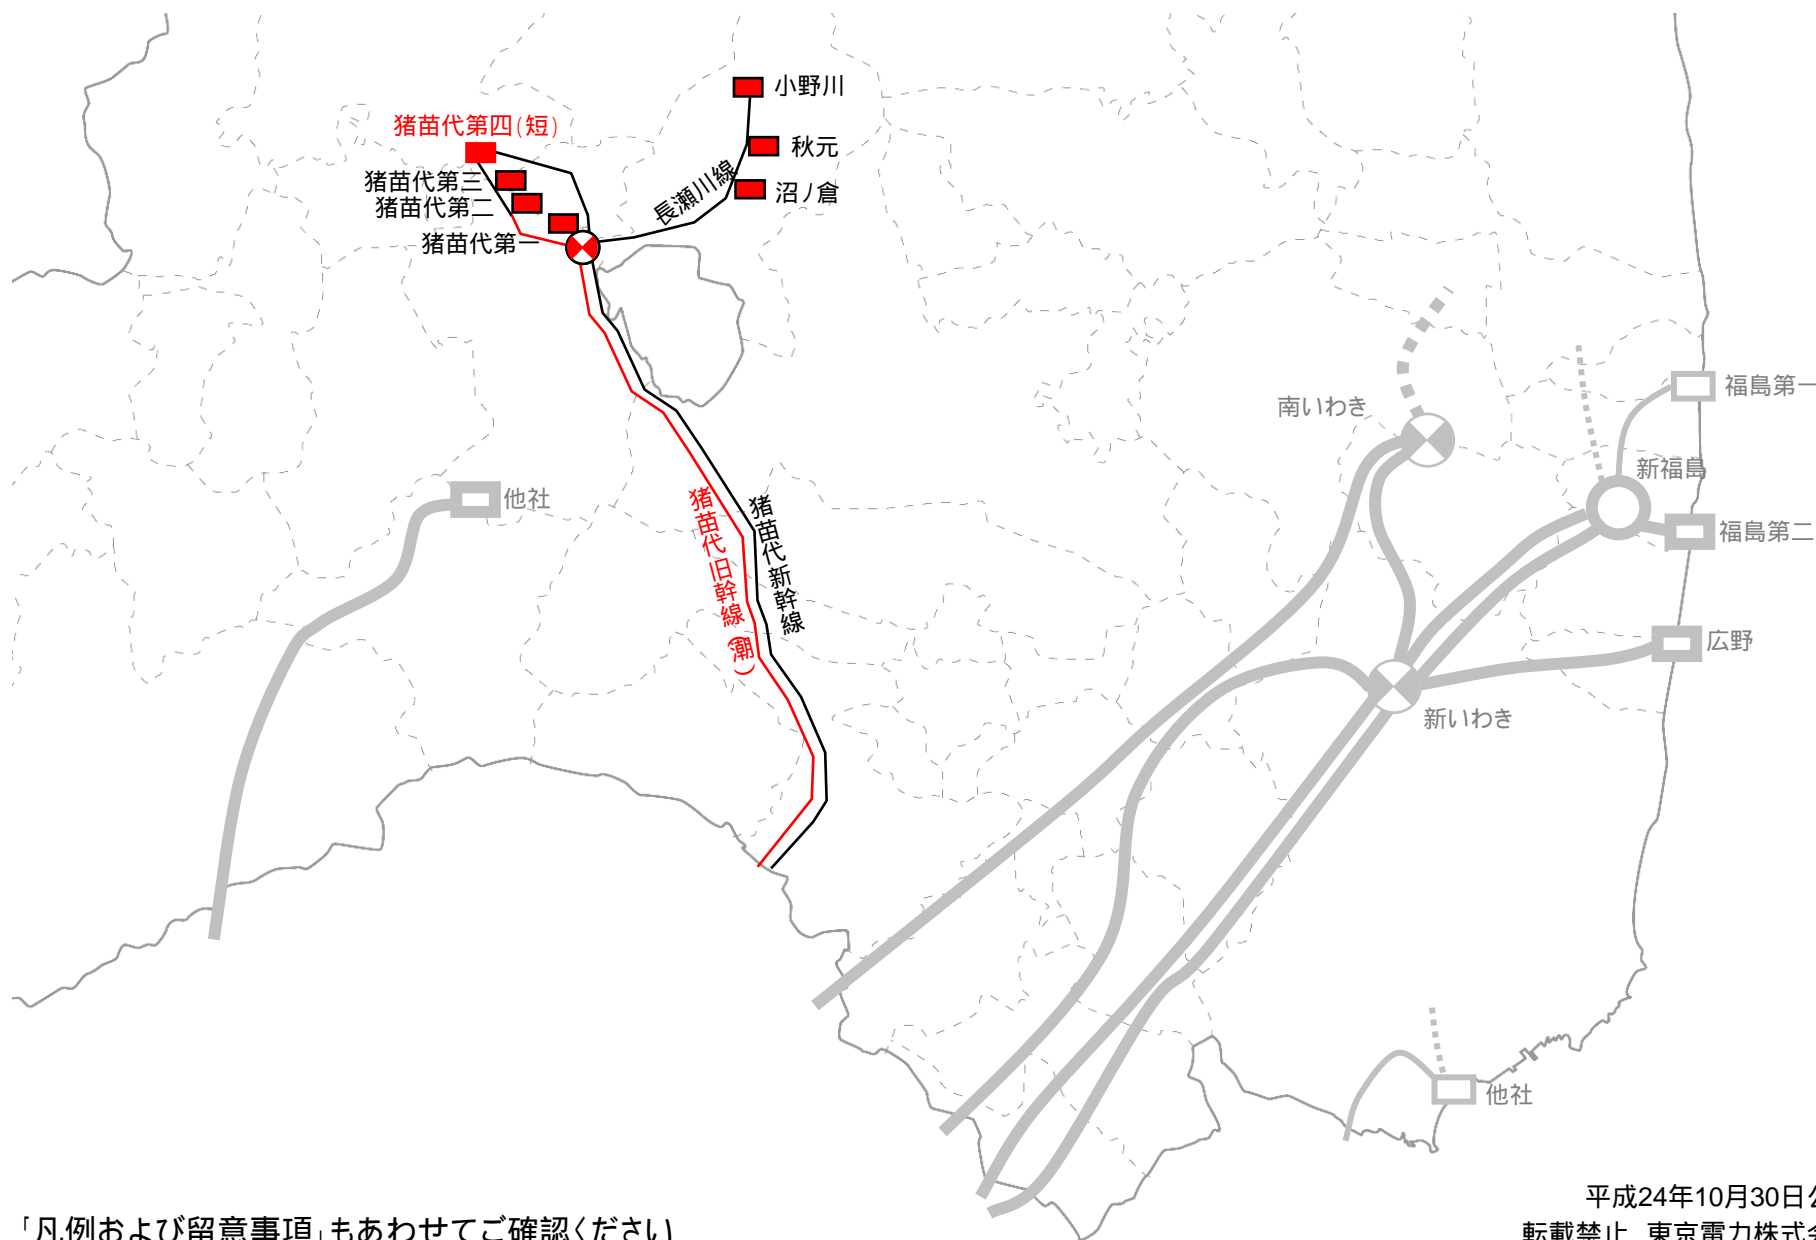 小野川
猪苗代第四(短)
秋元
猪苗代第三
長瀬川線
沼ノ倉
猪苗代第二
猪苗代第一
福島第一
南いわき
新福島
他社
猪苗代旧幹線(潮)
猪苗代新幹線
福島第二
広野
新いわき
他社
平成24年10月30日公
「凡例および留意事項」もあわせてご確認ください
転載禁止 東京電力株式会